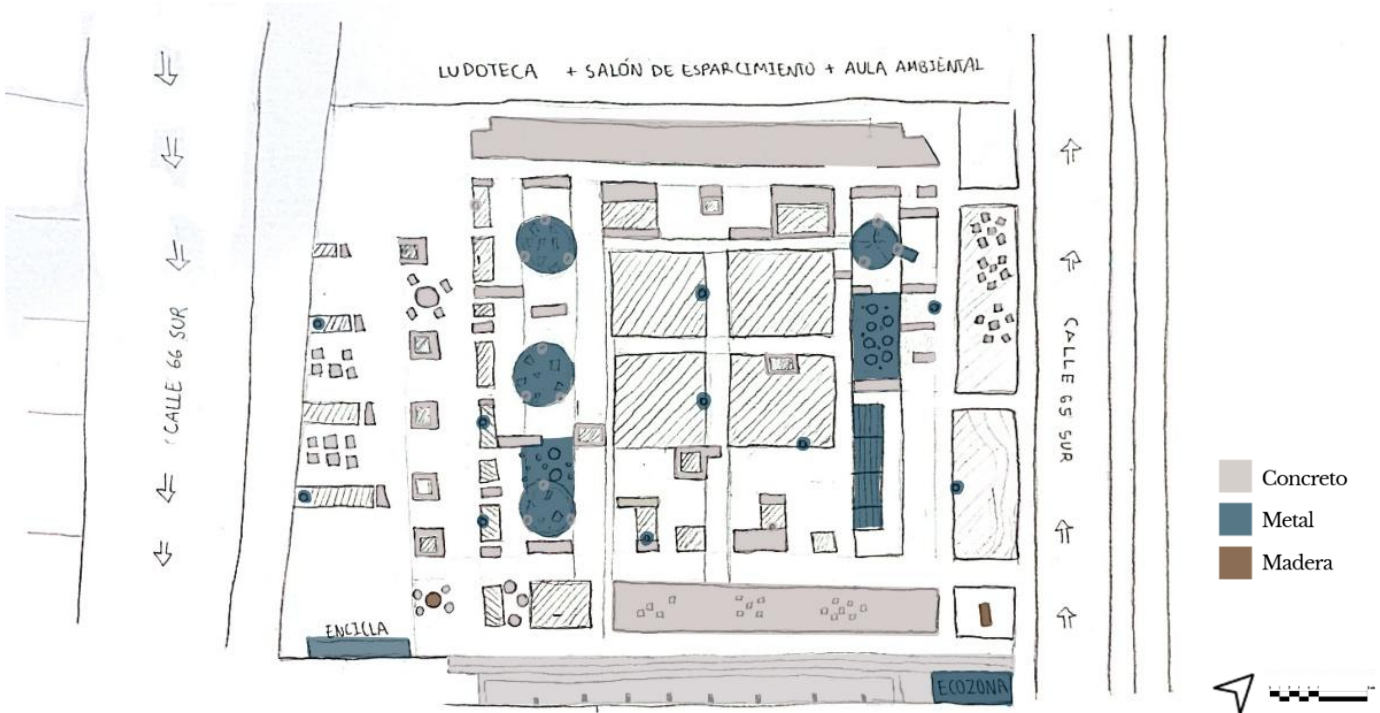 LUDOTECA + SALÓN DE ESPARCIMIENTO + AULA AMBIENTAL
CALLE 66 SUR
CALLE 65 SUR
Concreto
Metal
Madera
ENCICLA
ECOZONA